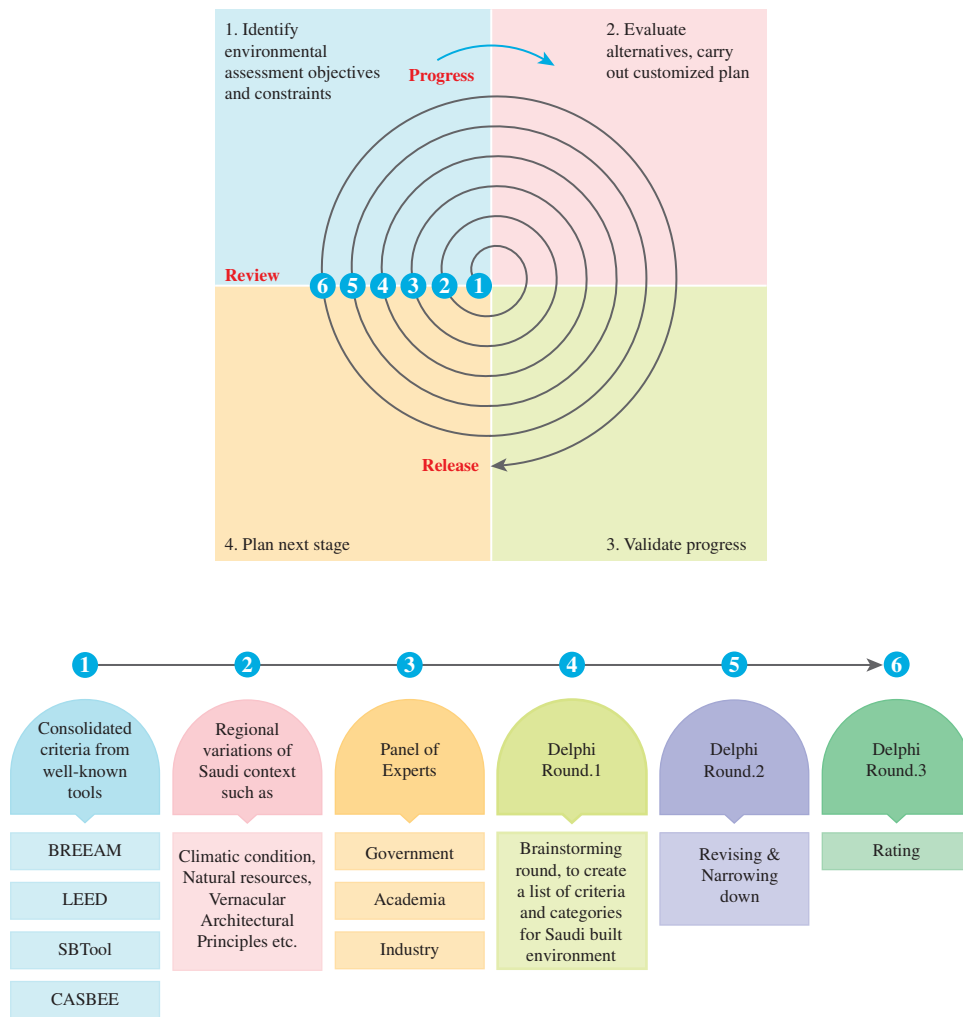 1. Identify
environmental
assessment objectives
and constraints
2. Evaluate
alternatives, carry
out customized plan
Progress
Review
6 5 4 3 2 1
Release
4. Plan next stage
3. Validate progress
1 2 3 4 5 6
Consolidated
criteria from
well-known
tools
BREEAM
LEED
SBTool
CASBEE
Regional
variations of
Saudi context
such as
Climatic condition,
Natural resources,
Vernacular
Architectural
Principles etc.
Panel of
Experts
Government
Academia
Industry
Delphi
Round.1
Brainstorming
round, to create
a list of criteria
and categories
for Saudi built
environment
Delphi
Round.2
Revising &
Narrowing
down
Delphi
Round.3
Rating